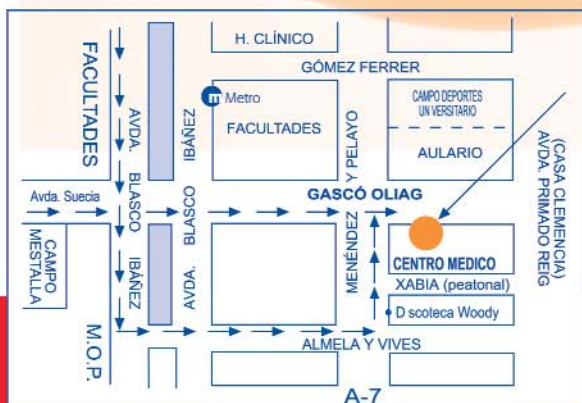 H. CLÍNICO
GÓMEZ FERRER
FACULTADES
AVDA.
BLASCO
IBÁÑEZ
m Metro
FACULTADES
IBÁÑEZ
BLASCO
AVDA.
Y PELAYO
MENÉNDEZ
CAMPO DEPORTES
UN VERSITARIO
AULARIO
(CASA CLEMENCIA)
AVDA. PRIMADO REIG
Avda. Suecia
GASCÓ OLIAG
CAMPO
MESTALLA
CENTRO MEDICO
XABIA (peatonal)
D scoteca Woody
M.O.P.
ALMELA Y VIVES
A-7